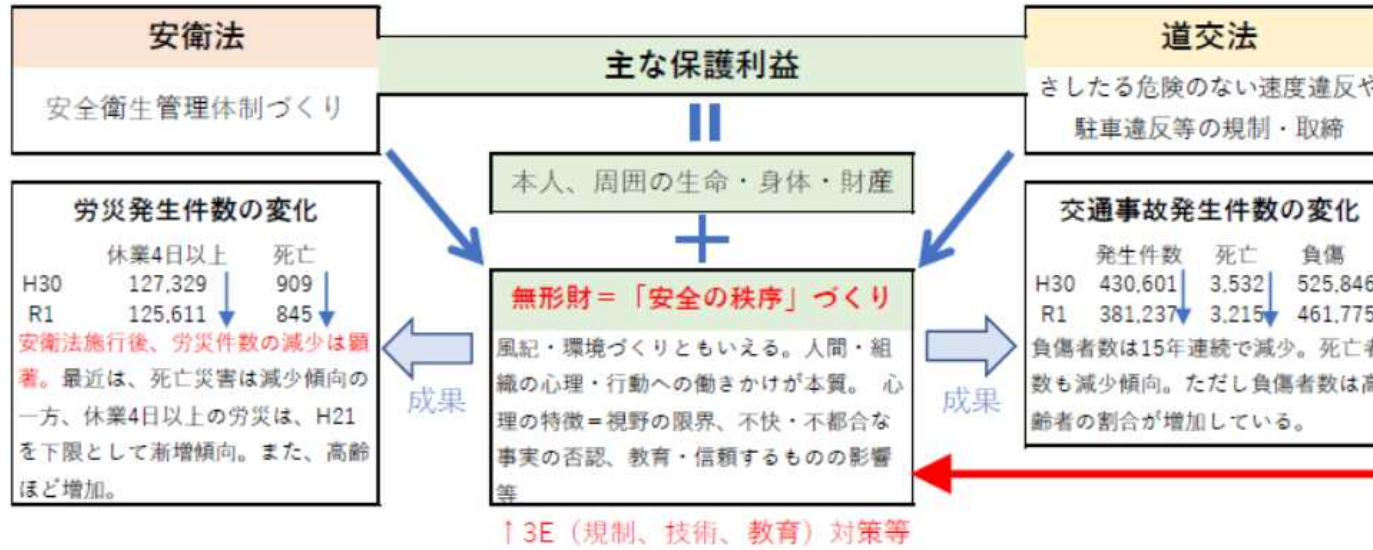 安衛法
安全衛生管理体制づくり
主な保護利益
道交法
さしたる危険のない速度違反や
駐車違反等の規制・取締
本人、周囲の生命・身体・財産
労災発生件数の変化
休業4日以上 死亡
H30 127,329 909
R1 125,611 845
安衛法施行後、労災件数の減少は顕
著。最近は、死亡災害は減少傾向の
一方、休業4日以上の労災は、H21
を下限として漸増傾向。また、高齢
ほど増加。
成果
無形財＝「安全の秩序」づくり
風紀・環境づくりともいえる。人間・組
織の心理・行動への働きかけが本質。 心
理の特徴＝視野の限界、不快・不都合な
事実の否認、教育・信頼するものの影響
等
↑3E（規制、技術、教育）対策等
成果
交通事故発生件数の変化
発生件数 死亡 負傷
H30 430,601 3,532 525,846
R1 381,237 3,215 461,775
負傷者数は15年連続で減少。死亡者
数も減少傾向。ただし負傷者数は高
齢者の割合が増加している。